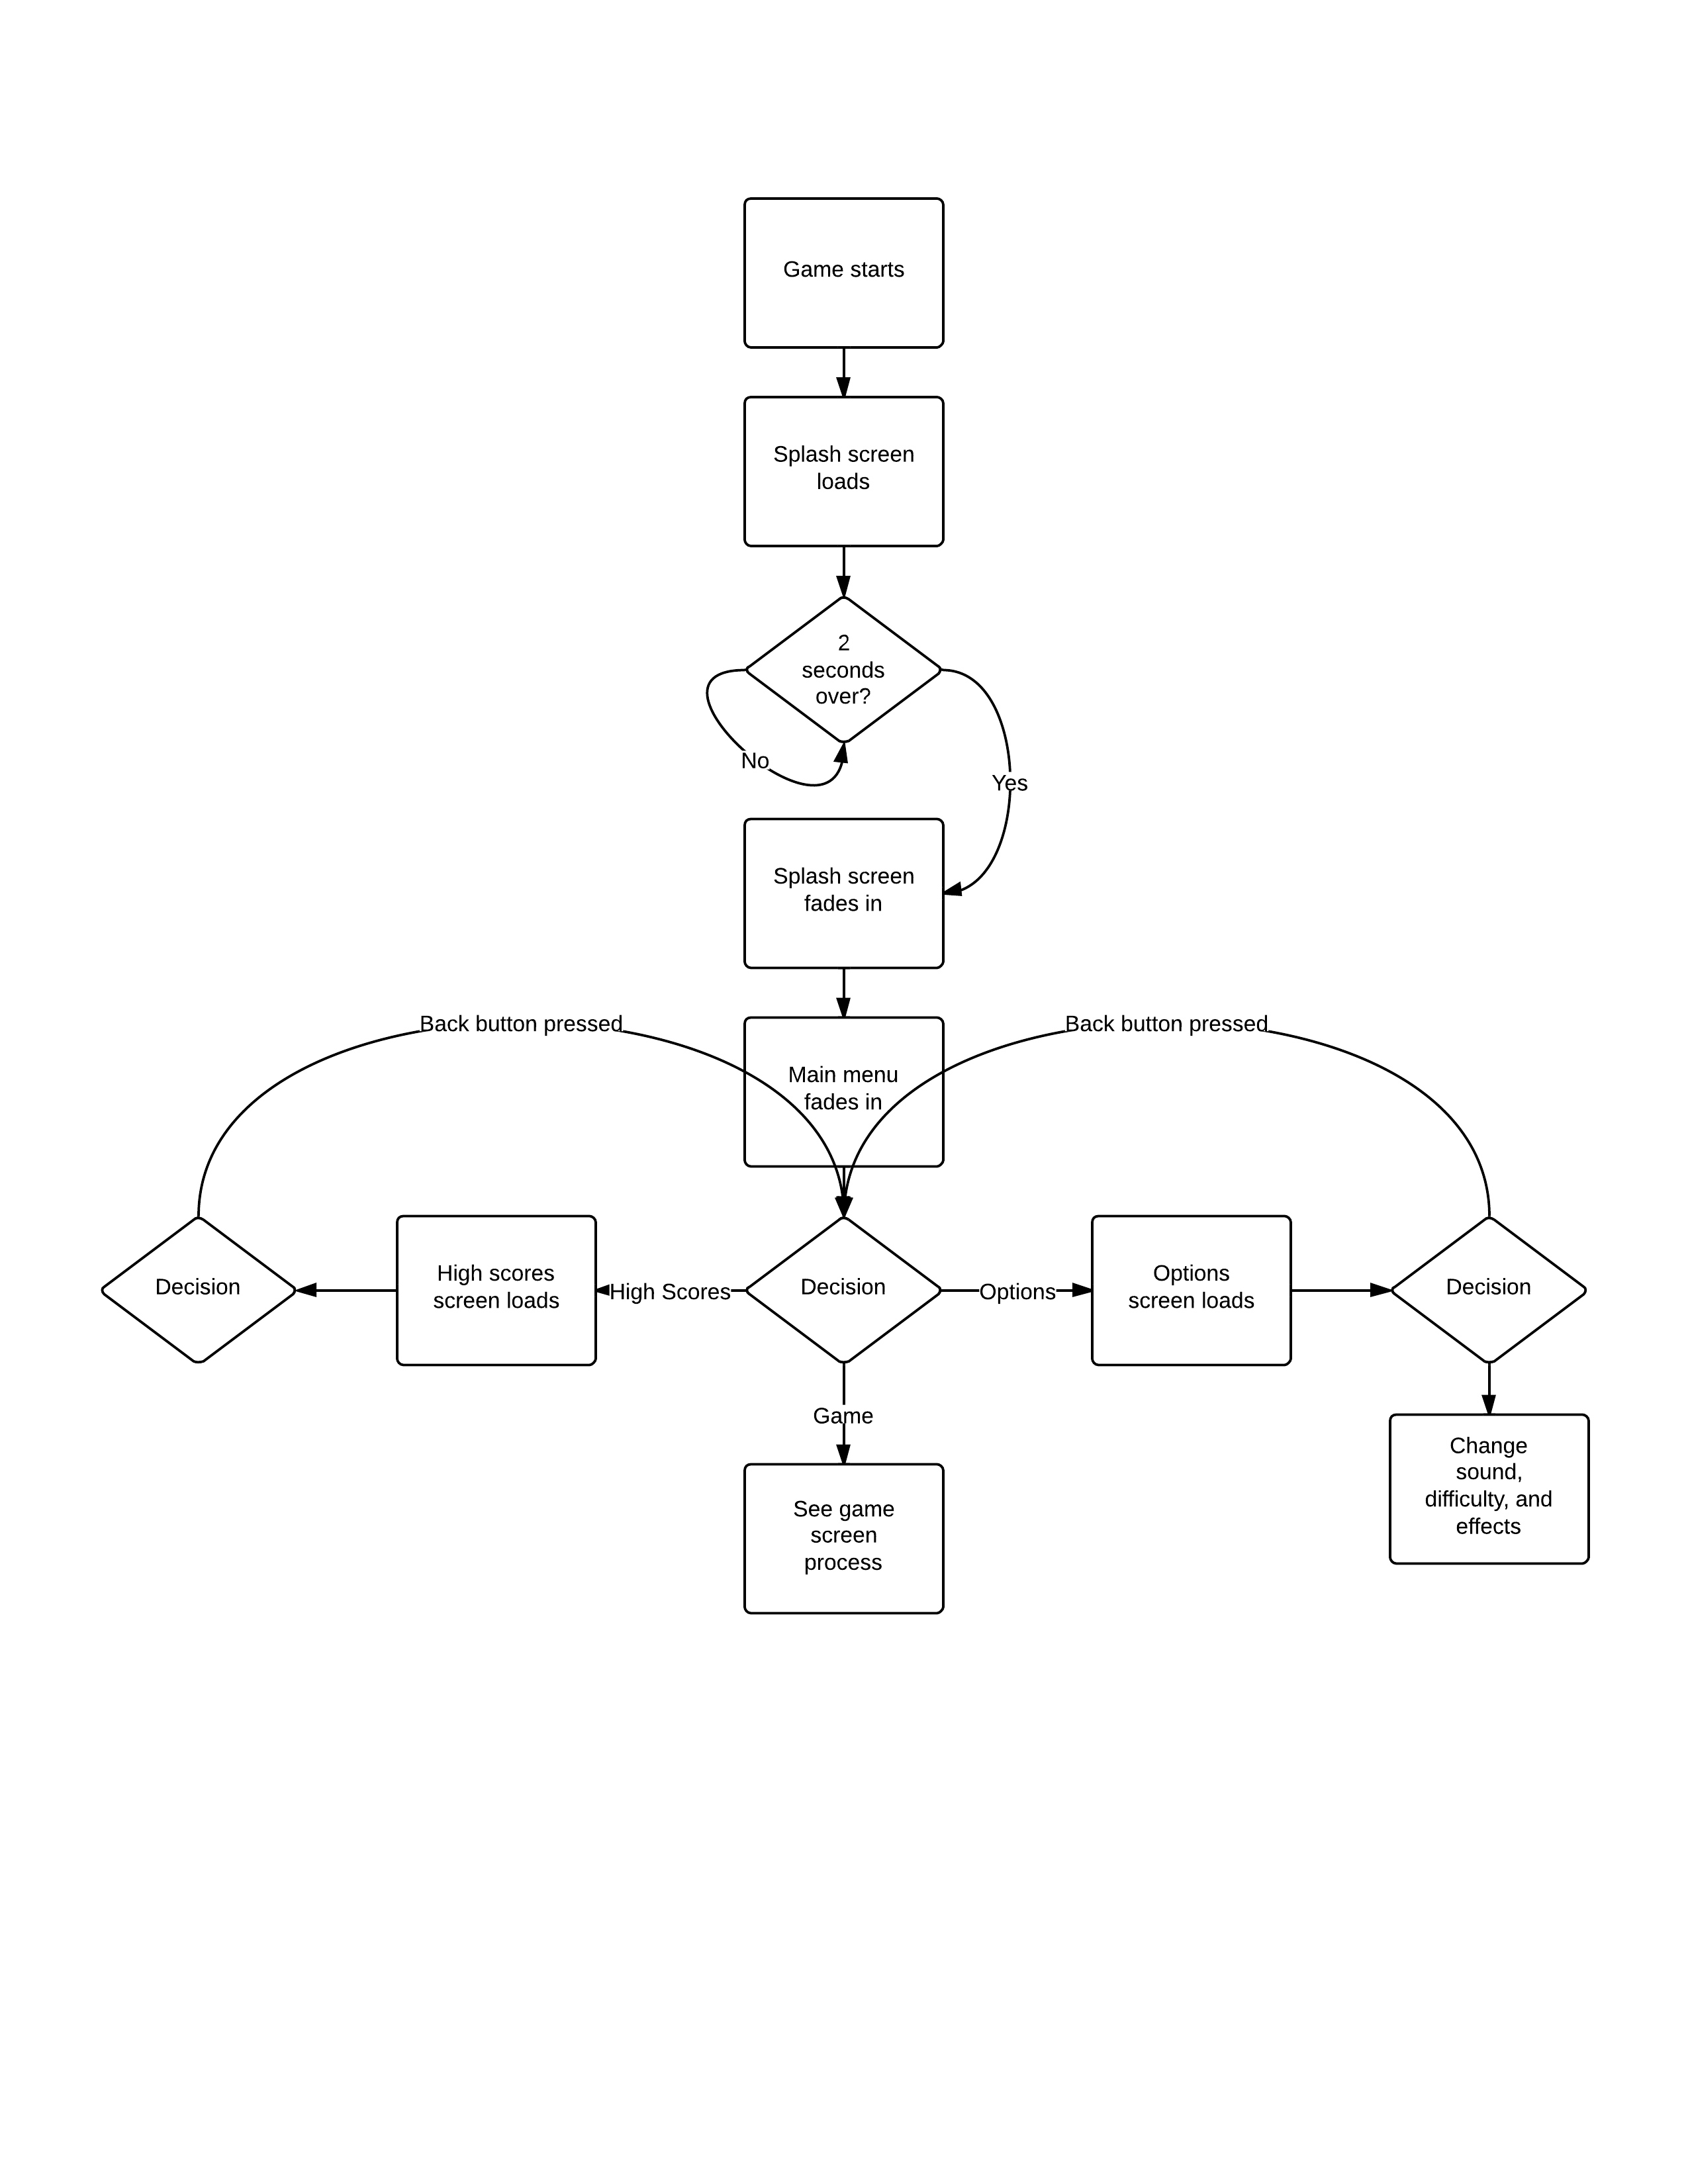 Game starts
Splash screen
loads
2
seconds
over?
No
Yes
Splash screen
fades in
Back button pressed
Back button pressed
Main menu
fades in
Decision
High scores
screen loads
High Scores
Decision
Options
Options
screen loads
Decision
Game
Change
sound,
difficulty, and
effects
See game
screen
process